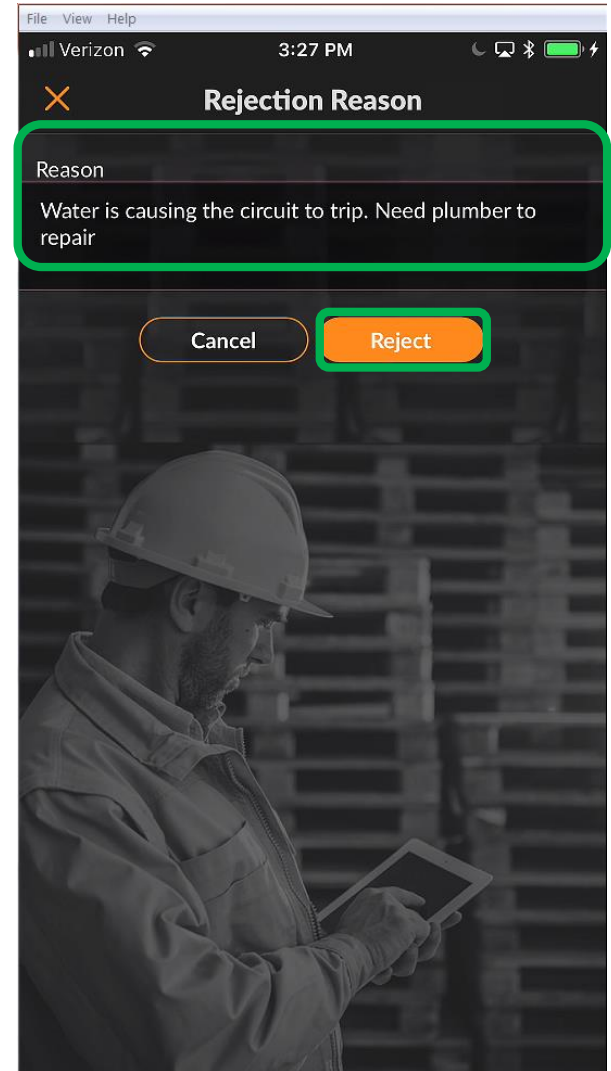 File View Help
Verizon 3:27 PM
Rejection Reason
Reason
Water is causing the circuit to trip. Need plumber to
repair
Cancel Reject